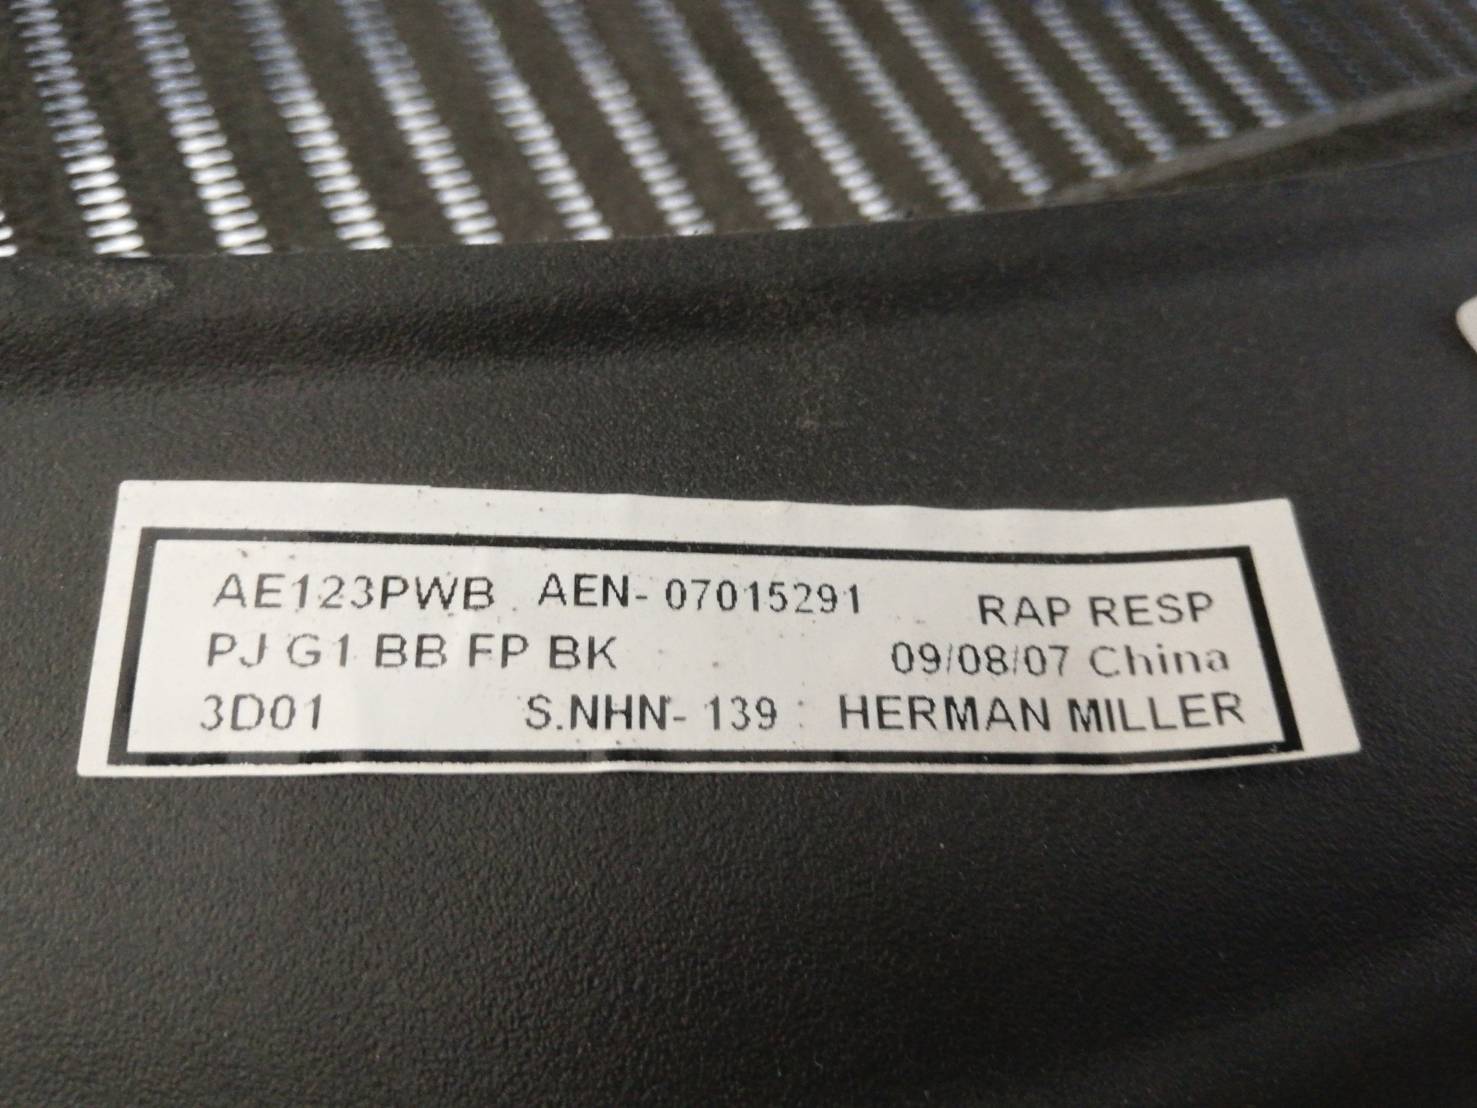 AE123PWB AEN- 07015291 RAP RESP
PJ G1 BB FP BK 09/08/07 China
3D01 S.NHN- 139 : HERMAN MILLER